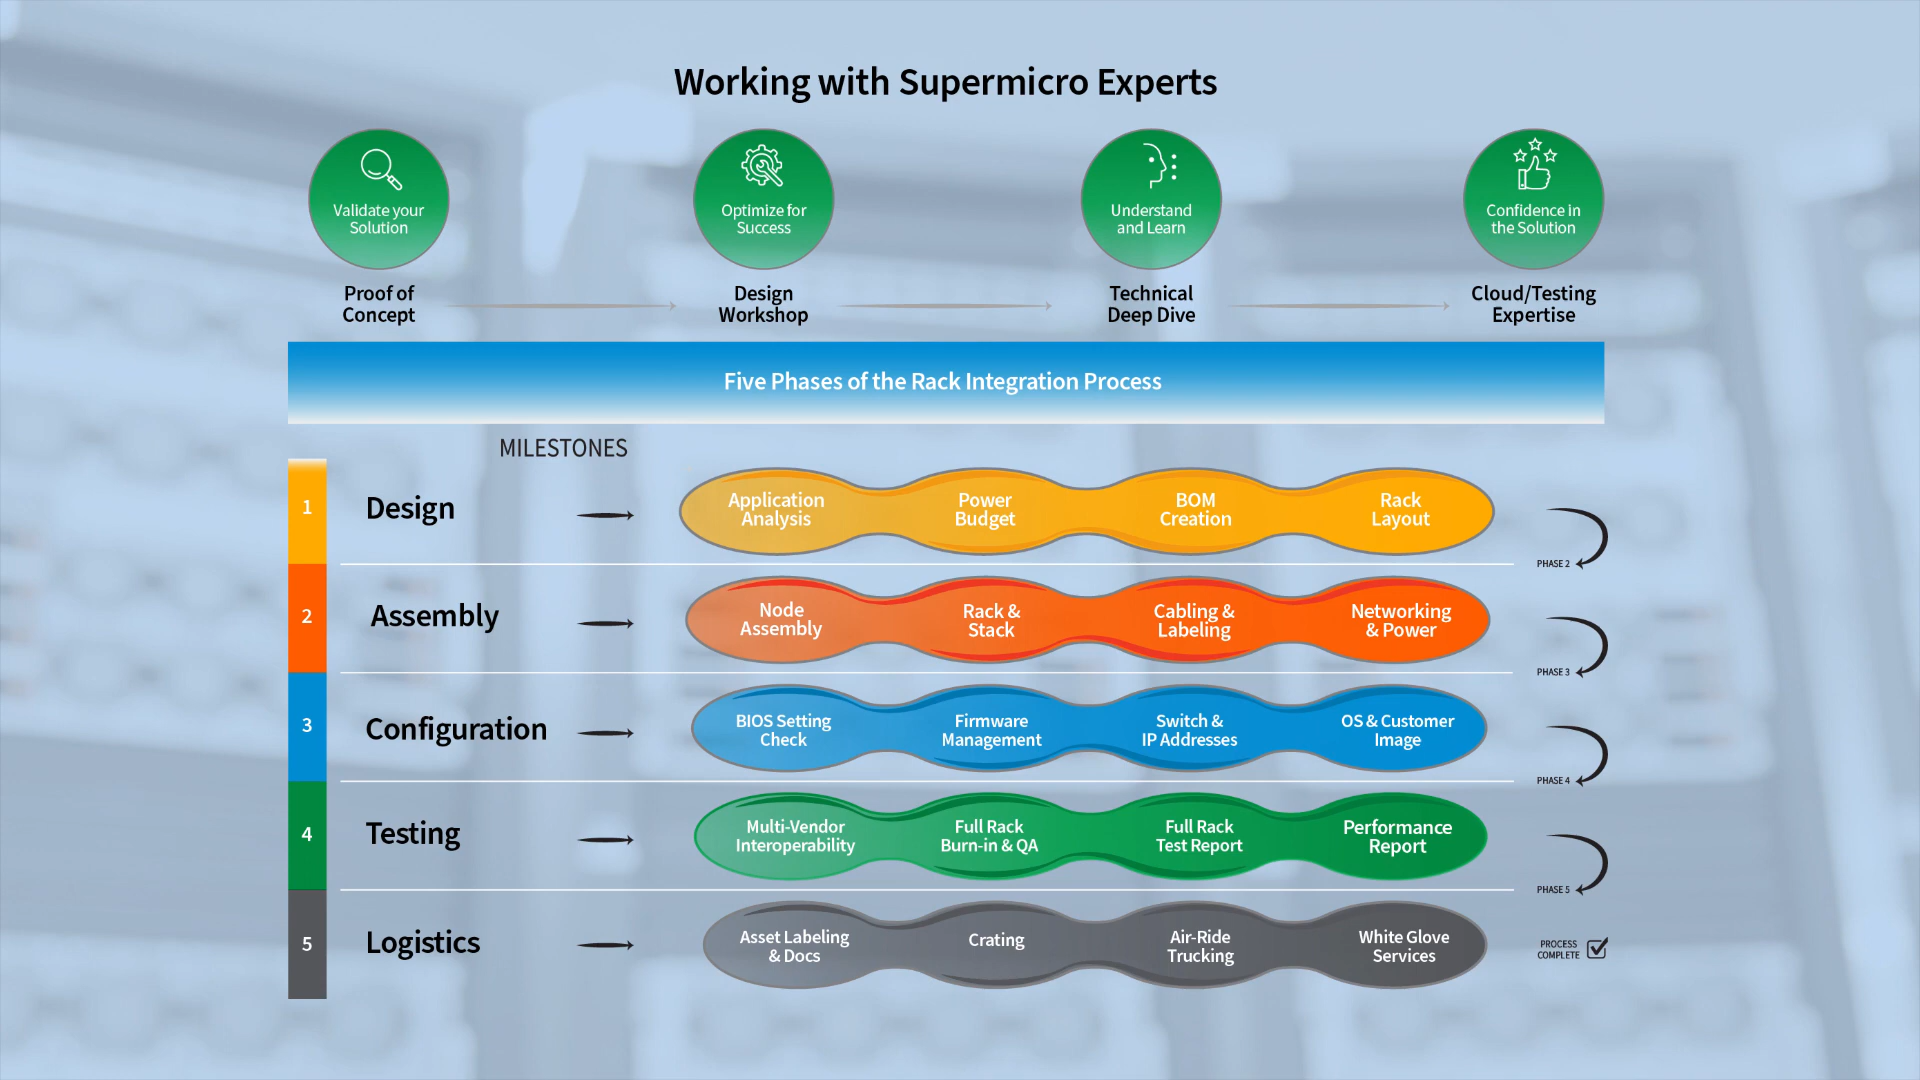 Working with Supermicro Experts
Validate your
Solution
Optimize for
Success
Understand
and Learn
Confidence in
the Solution
Proof of
Concept
Design
Workshop
Technical
Deep Dive
Cloud/Testing
Expertise
Five Phases of the Rack Integration Process
MILESTONES
1
Design
Application
Analysis
Power
Budget
BOM
Creation
Rack
Layout
PHASE 2
2
Assembly
Node
Assembly
Rack &
Stack
Cabling &
Labeling
Networking
& Power
PHASE 3
3
Configuration
BIOS Setting
Check
Firmware
Management
Switch &
IP Addresses
OS & Customer
Image
PHASE 4
4
Testing
Multi-Vendor
Interoperability
Full Rack
Burn-in & QA
Full Rack
Test Report
Performance
Report
PHASE 5
5
Logistics
Asset Labeling
& Docs
Crating
Air-Ride
Trucking
White Glove
Services
PROCESS
COMPLETE